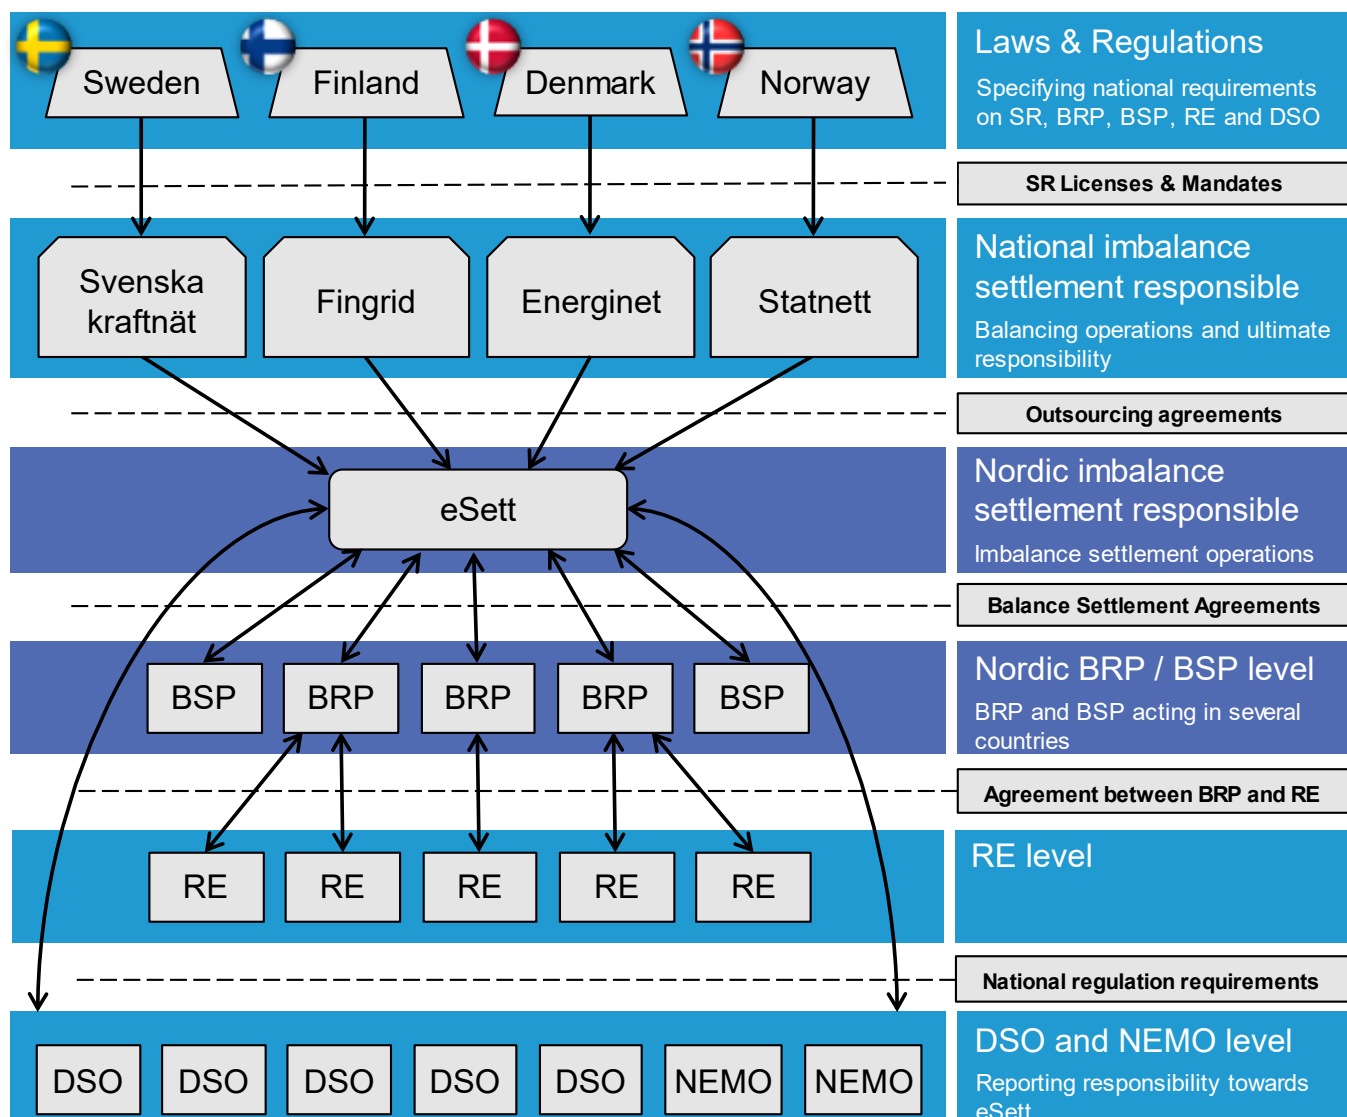 Sweden
Finland
Denmark
Norway
Laws & Regulations
Specifying national requirements
on SR, BRP, BSP, RE and DSO
SR Licenses & Mandates
Svenska
kraftnät
Fingrid
Energinet
Statnett
National imbalance
settlement responsible
Balancing operations and ultimate
responsibility
Outsourcing agreements
eSett
Nordic imbalance
settlement responsible
Imbalance settlement operations
Balance Settlement Agreements
BSP
BRP
BRP
BRP
BSP
Nordic BRP / BSP level
BRP and BSP acting in several
countries
Agreement between BRP and RE
RE
RE
RE
RE
RE
RE level
National regulation requirements
DSO
DSO
DSO
DSO
DSO
NEMO
NEMO
DSO and NEMO level
Reporting responsibility towards
eSett